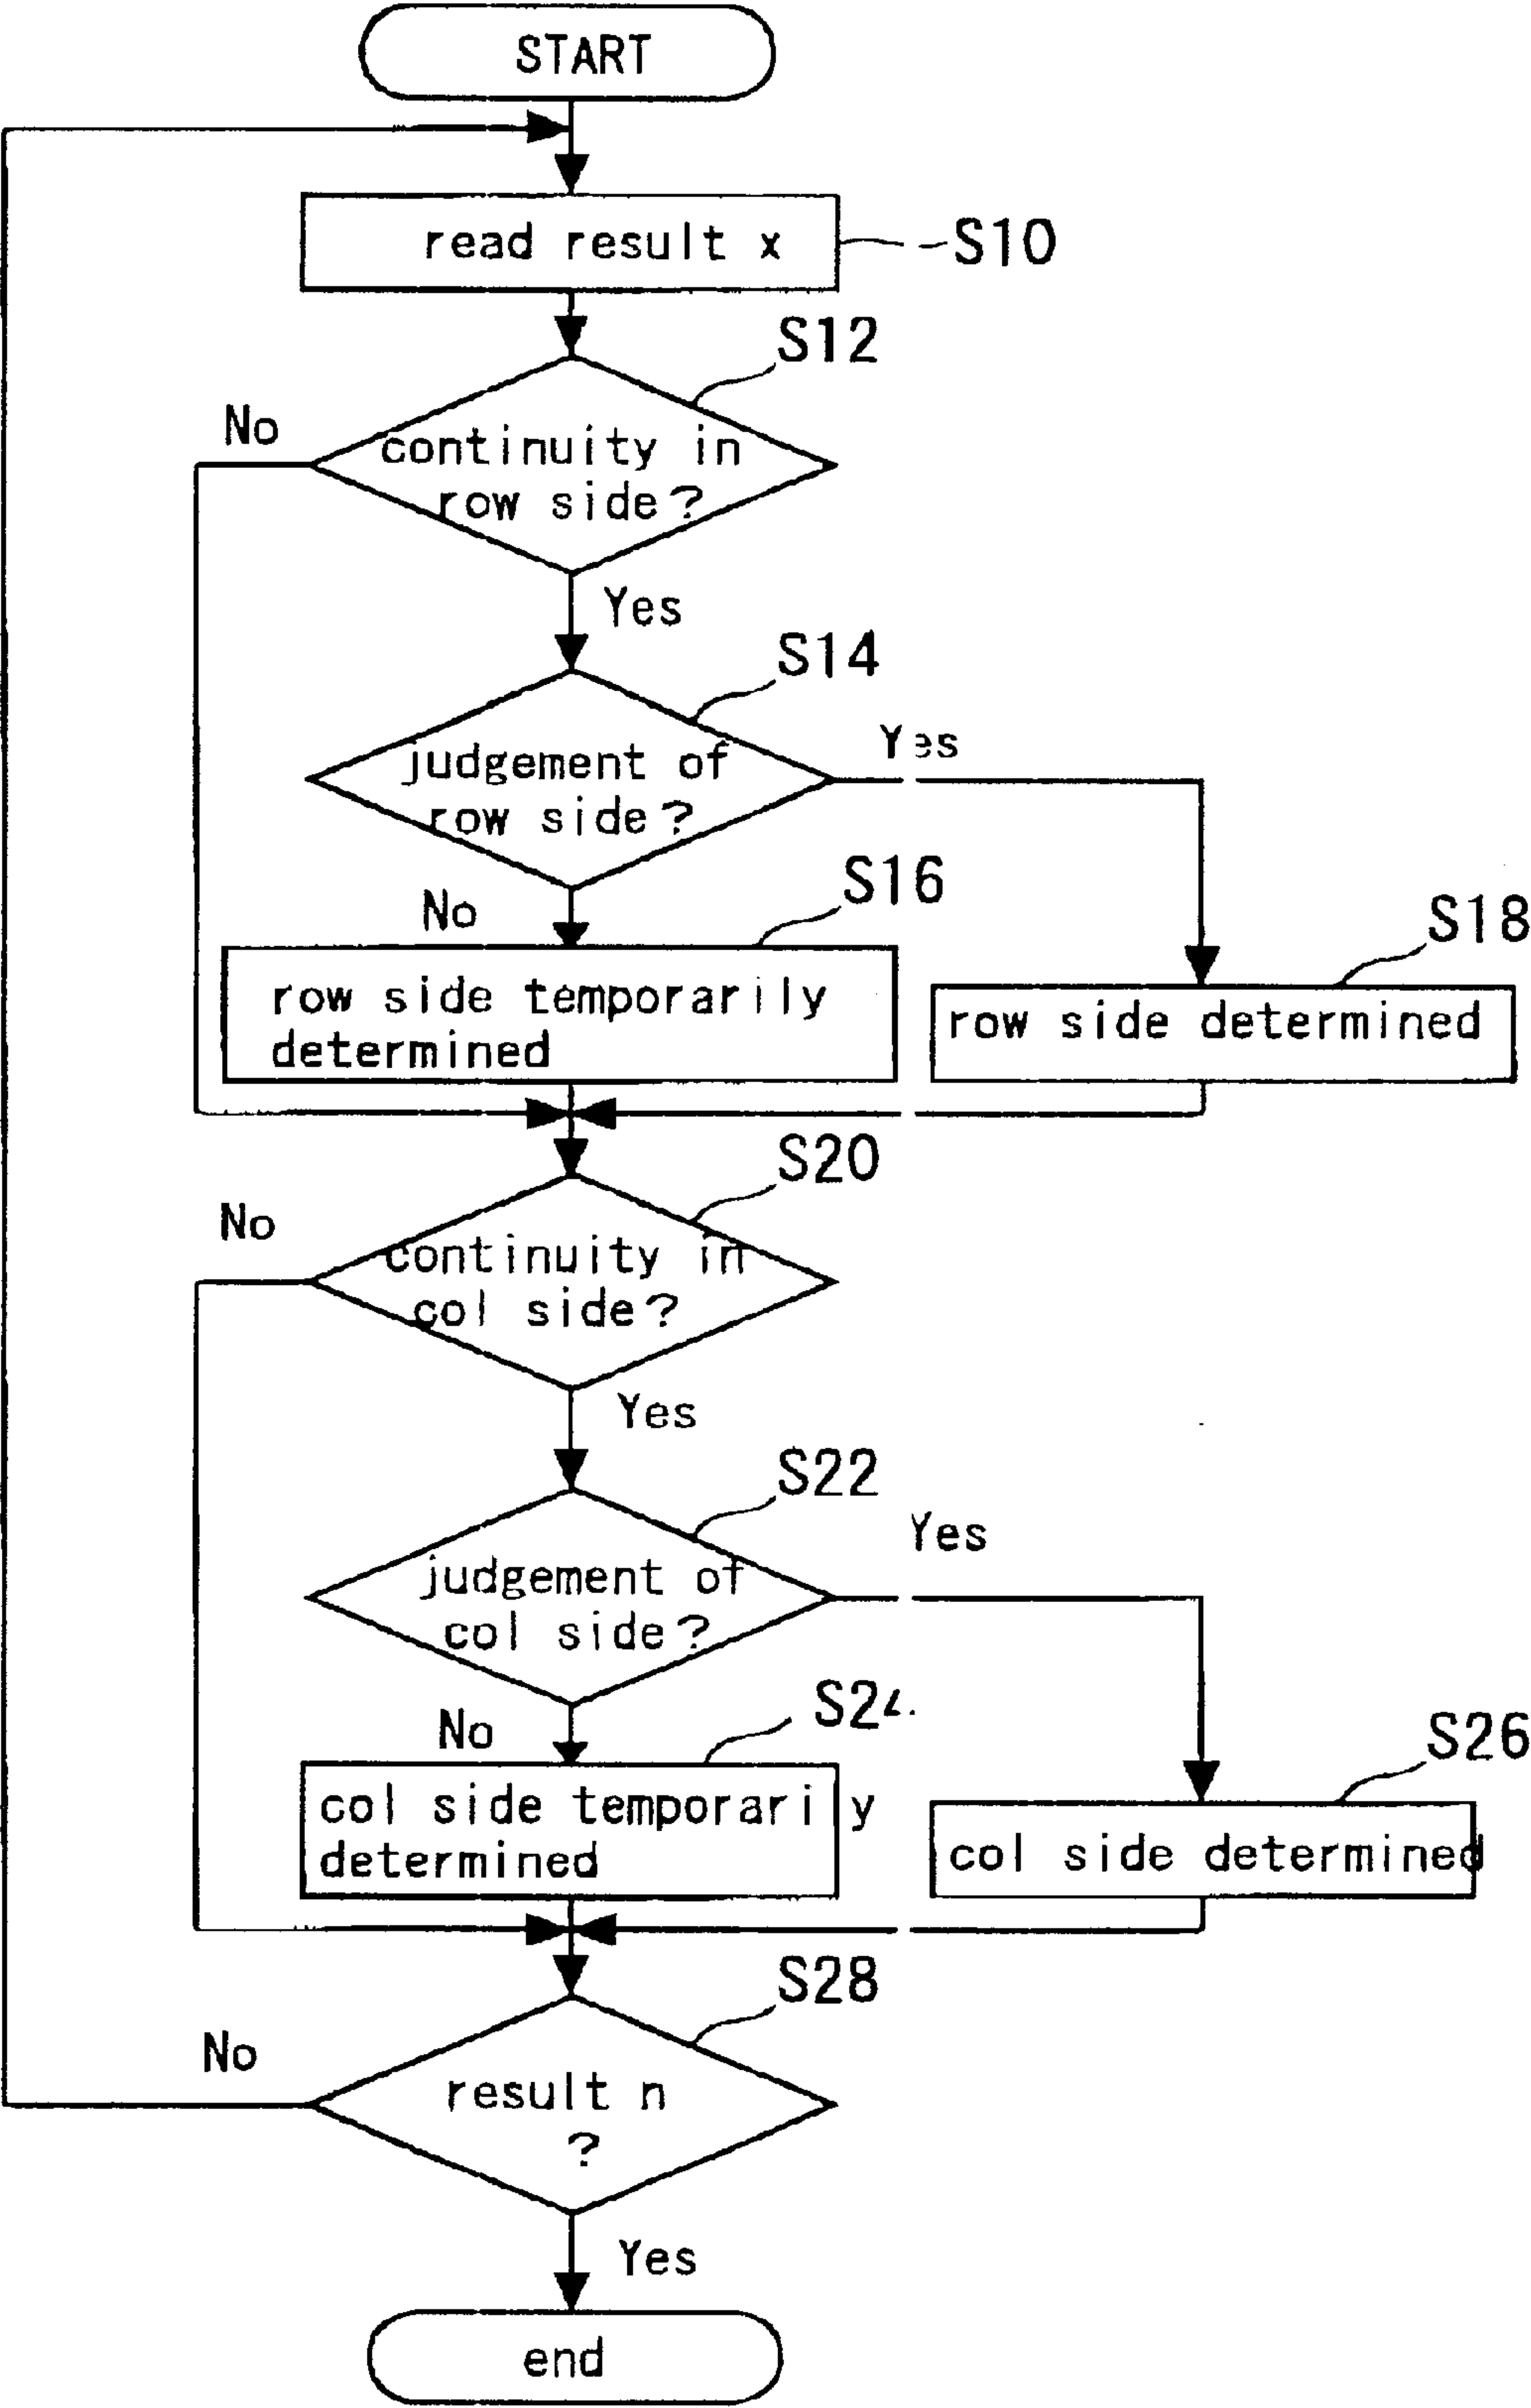 START
read result x
S10
S12
No
continuity in
row side?
Yes
S14
judgement of
row side?
Yes
No
S16
row side temporarily
determined
S18
row side determined
S20
No
continuity in
col side?
Yes
S22
judgement of
col side?
Yes
No
S24
col side temporarily
determined
S26
col side determined
S28
No
result n
?
Yes
end